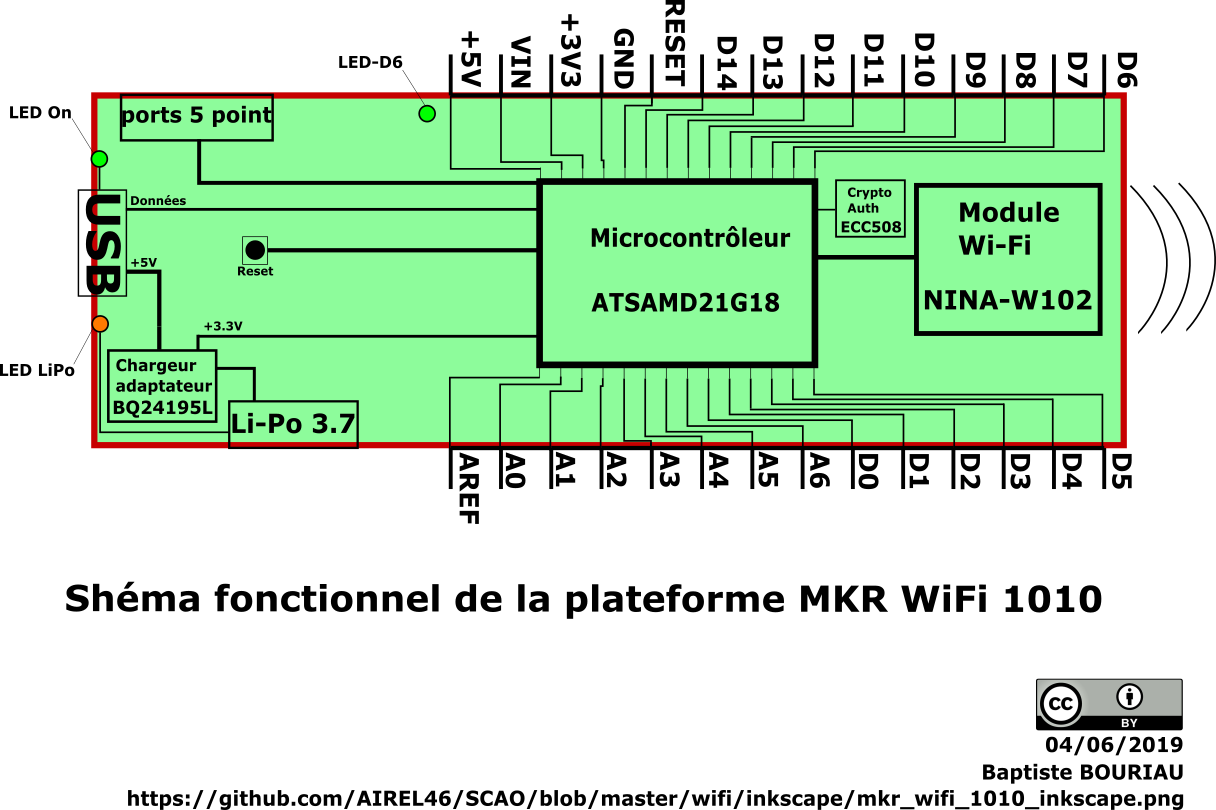 +5V
VIN
+3V3
GND
RESET
D14
D13
D12
D11
D10
D9
D8
D7
D6
LED-D6
LED On
ports 5 point
USB
Données
+5V
Reset
+3.3V
LED LiPo
Chargeur
adaptateur
BQ24195L
Li-Po 3.7
Microcontrôleur
ATSAMD21G18
Crypto
Auth
ECC508
Module
Wi-Fi
NINA-W102
AREF
A0
A1
A2
A3
A4
A5
A6
D0
D1
D2
D3
D4
D5
Shéma fonctionnel de la plateforme MKR WiFi 1010
cc
BY
04/06/2019
Baptiste BOURIAU
https://github.com/AIREL46/SCAO/blob/master/wifi/inkscape/mkr_wifi_1010_inkscape.png